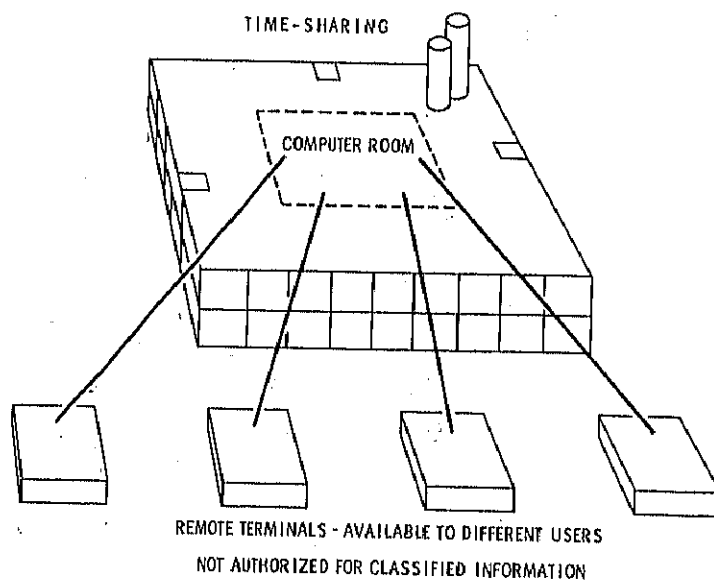 TIME-SHARING
COMPUTER ROOM
REMOTE TERMINALS - AVAILABLE TO DIFFERENT USERS
NOT AUTHORIZED FOR CLASSIFIED INFORMATION